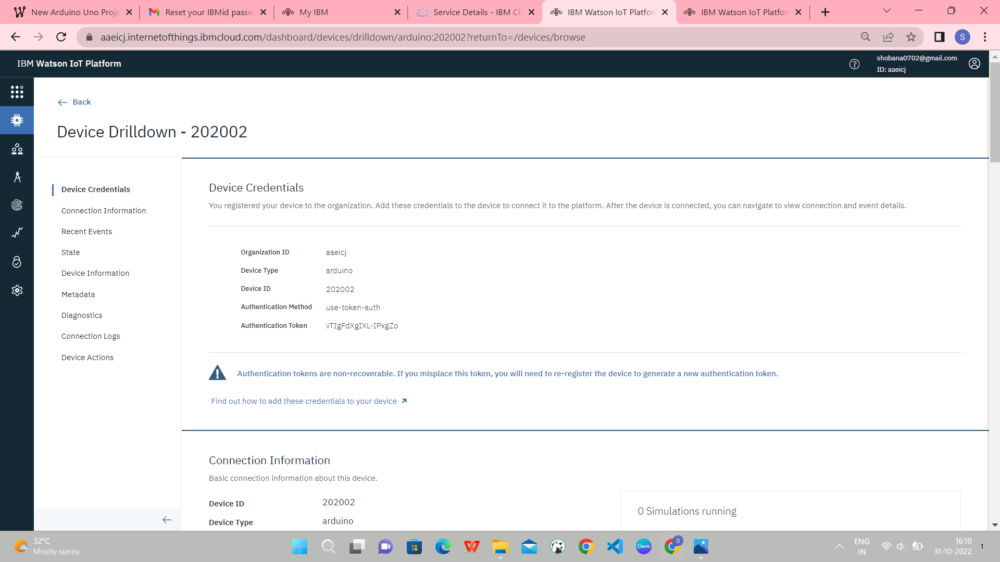 New Arduino Uno Proje
Reset your IBMid passw
My IBM
Service Details - IBM Cl
IBM Watson IoT Platfor
IBM Watson IoT Platfor
aaeicj.internetofthings.ibmcloud.com/dashboard/devices/drilldown/arduino:202002?returnTo=/devices/browse
S
IBM Watson IoT Platform
shobana0702@gmail.com
ID: aaeicj
Back
Device Drilldown - 202002
Device Credentials
Connection Information
Recent Events
State
Device Information
Metadata
Diagnostics
Connection Logs
Device Actions
Device Credentials
You registered your device to the organization. Add these credentials to the device to connect it to the platform. After the device is connected, you can navigate to view connection and event details.
Organization ID aaeicj
Device Type arduino
Device ID 202002
Authentication Method use-token-auth
Authentication Token vTIgFdXgIXL-IPxgZo
Authentication tokens are non-recoverable. If you misplace this token, you will need to re-register the device to generate a new authentication token.
Find out how to add these credentials to your device
Connection Information
Basic connection information about this device.
Device ID 202002
Device Type arduino
0 Simulations running
32°C
Mostly sunny
Canva
S
ENG
IN
16:10
31-10-2022
1